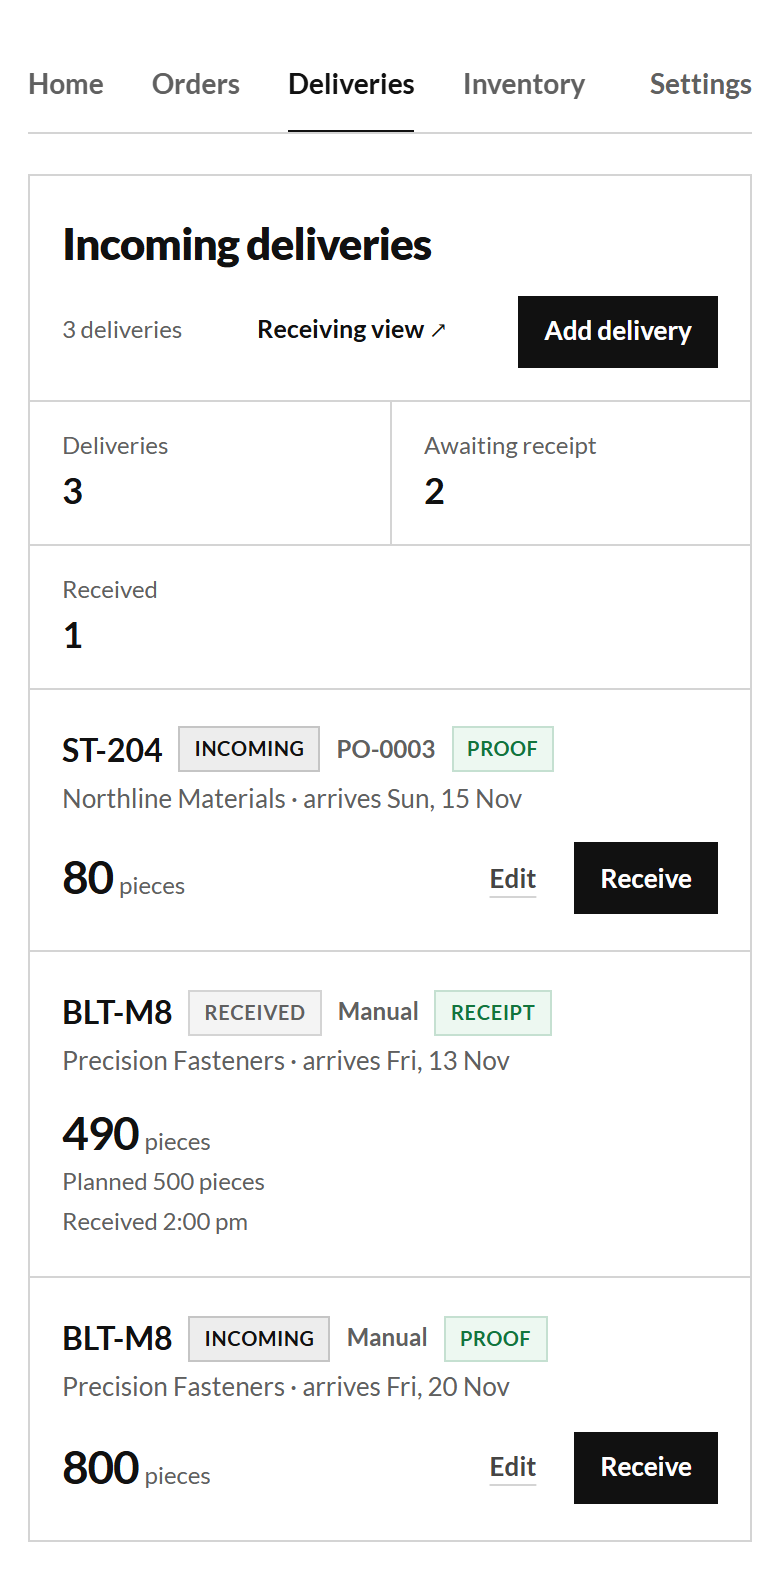 Home Orders Deliveries Inventory Settings
Incoming deliveries
3 deliveries Receiving view ↗ Add delivery
Deliveries Awaiting receipt
3 2
Received
1
ST-204 INCOMING PO-0003 PROOF
Northline Materials · arrives Sun, 15 Nov
80 pieces Edit Receive
BLT-M8 RECEIVED Manual RECEIPT
Precision Fasteners · arrives Fri, 13 Nov
490 pieces
Planned 500 pieces
Received 2:00 pm
BLT-M8 INCOMING Manual PROOF
Precision Fasteners · arrives Fri, 20 Nov
800 pieces Edit Receive